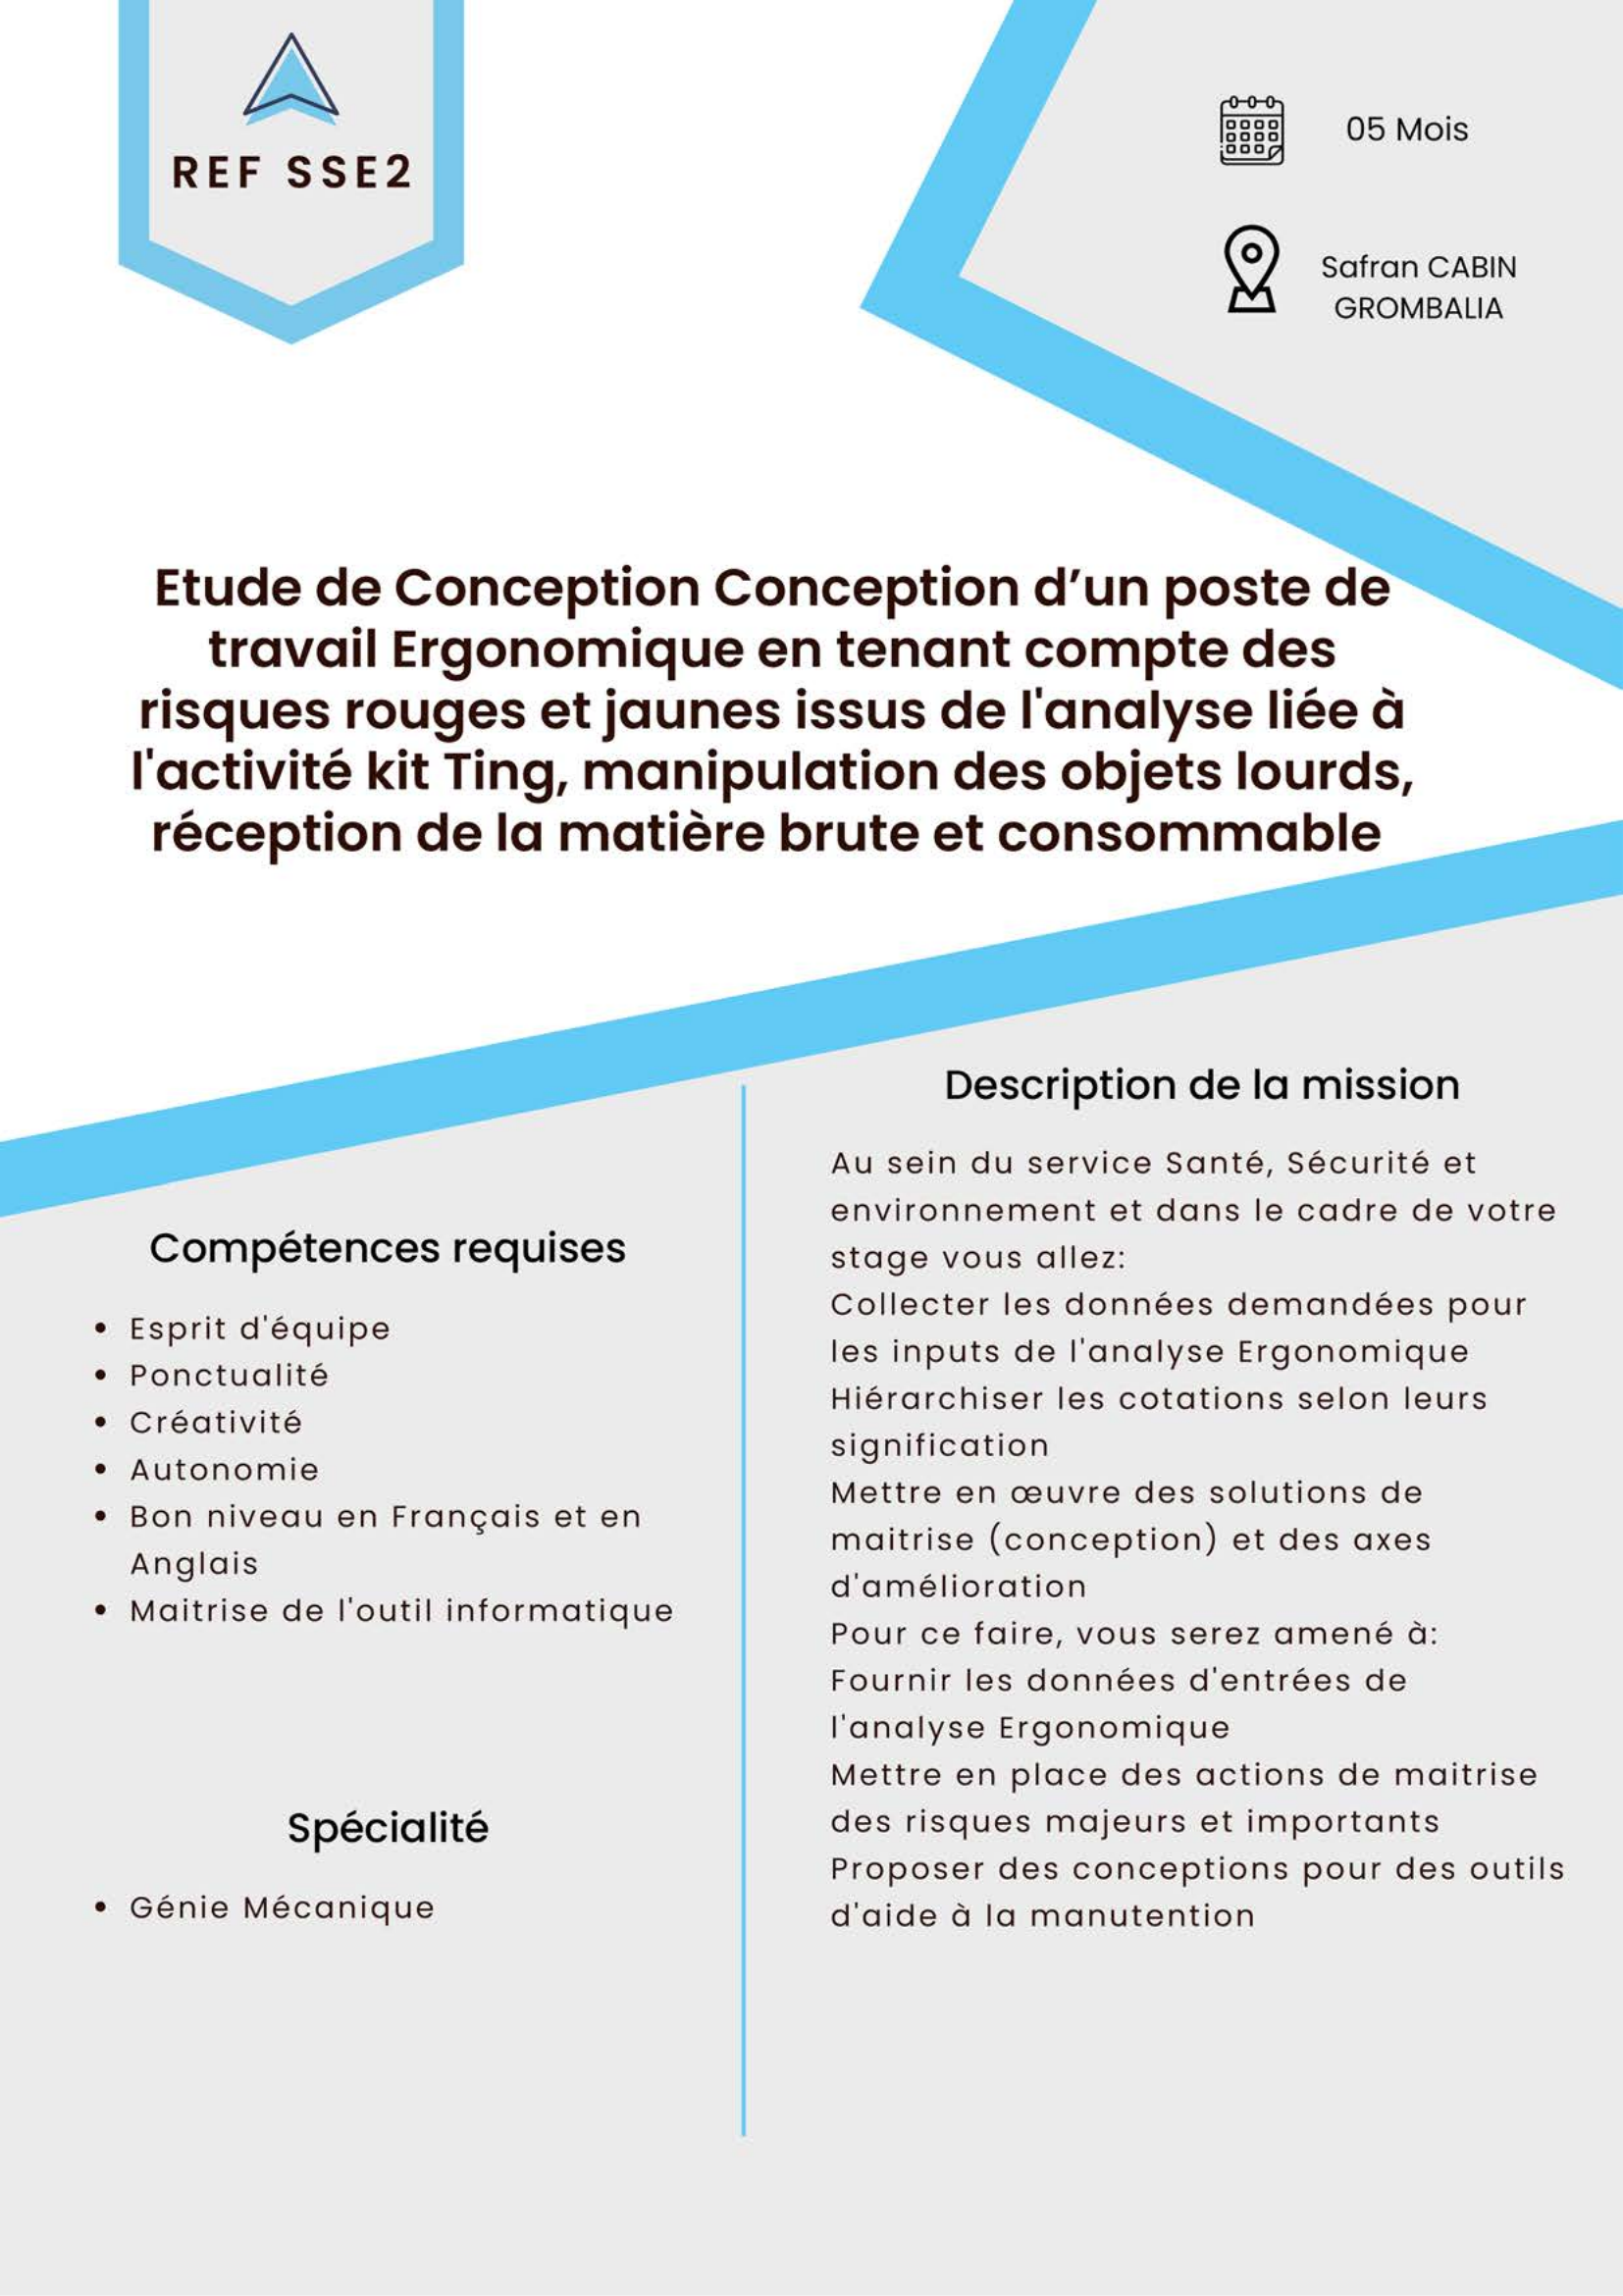 REF SSE2
05 Mois
Safran CABIN
GROMBALIA
Etude de Conception Conception d’un poste de
travail Ergonomique en tenant compte des
risques rouges et jaunes issus de l'analyse liée à
l'activité kit Ting, manipulation des objets lourds,
réception de la matière brute et consommable
Compétences requises
• Esprit d'équipe
• Ponctualité
• Créativité
• Autonomie
• Bon niveau en Français et en
Anglais
• Maitrise de l'outil informatique
Spécialité
• Génie Mécanique
Description de la mission
Au sein du service Santé, Sécurité et
environnement et dans le cadre de votre
stage vous allez:
Collecter les données demandées pour
les inputs de l'analyse Ergonomique
Hiérarchiser les cotations selon leurs
signification
Mettre en œuvre des solutions de
maitrise (conception) et des axes
d'amélioration
Pour ce faire, vous serez amené à:
Fournir les données d'entrées de
l'analyse Ergonomique
Mettre en place des actions de maitrise
des risques majeurs et importants
Proposer des conceptions pour des outils
d'aide à la manutention